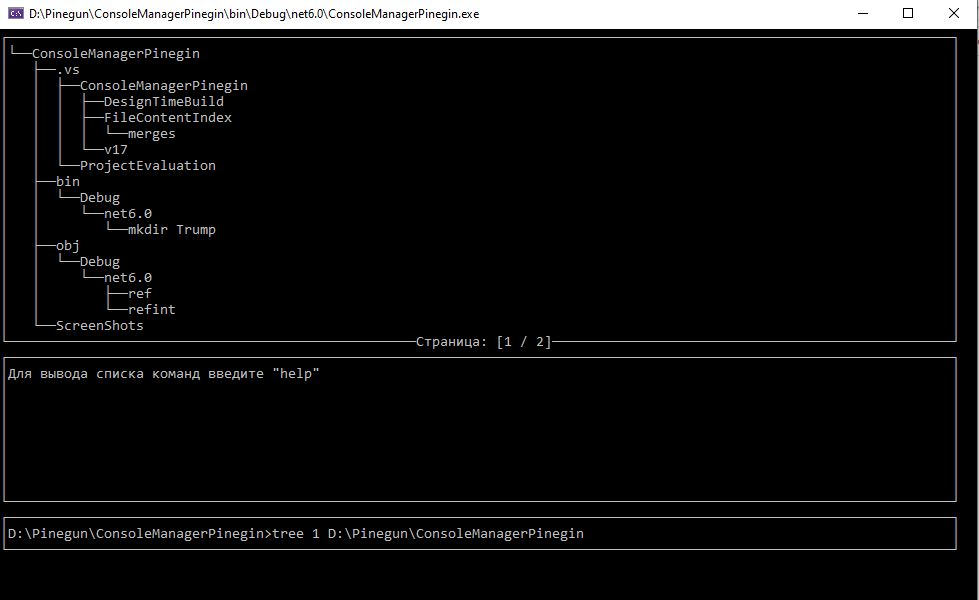 D:\Pinegun\ConsoleManagerPinegin\bin\Debug\net6.0\ConsoleManagerPinegin.exe
└──ConsoleManagerPinegin
├──.vs
├──ConsoleManagerPinegin
├──DesignTimeBuild
├──FileContentIndex
└──merges
└──v17
└──ProjectEvaluation
├──bin
└──Debug
└──net6.0
└──mkdir Trump
├──obj
└──Debug
└──net6.0
├──ref
└──refint
└──ScreenShots
Страница: [1 / 2]
Для вывода списка команд введите "help"
D:\Pinegun\ConsoleManagerPinegin>tree 1 D:\Pinegun\ConsoleManagerPinegin